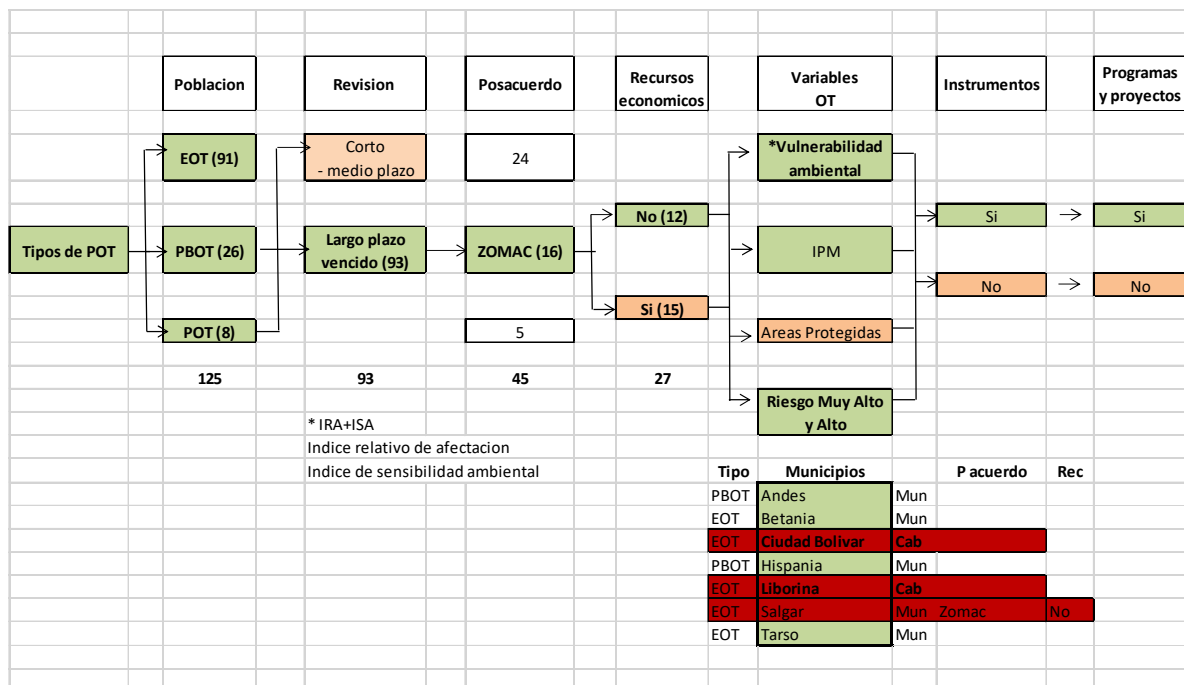 Poblacion
Revision
Posacuerdo
Recursos
economicos
Variables
OT
Instrumentos
Programas
y proyectos
EOT (91)
Corto
- medio plazo
24
*Vulnerabilidad
ambiental
No (12)
Si
Si
Tipos de POT
PBOT (26)
Largo plazo
vencido (93)
ZOMAC (16)
IPM
No
No
Si (15)
POT (8)
5
Areas Protegidas
125
93
45
27
Riesgo Muy Alto
y Alto
* IRA+ISA
Indice relativo de afectacion
Indice de sensibilidad ambiental
Tipo Municipios P acuerdo Rec
PBOT Andes Mun
EOT Betania Mun
EOT Ciudad Bolivar Cab
PBOT Hispania Mun
EOT Liborina Cab
EOT Salgar Mun Zomac No
EOT Tarso Mun